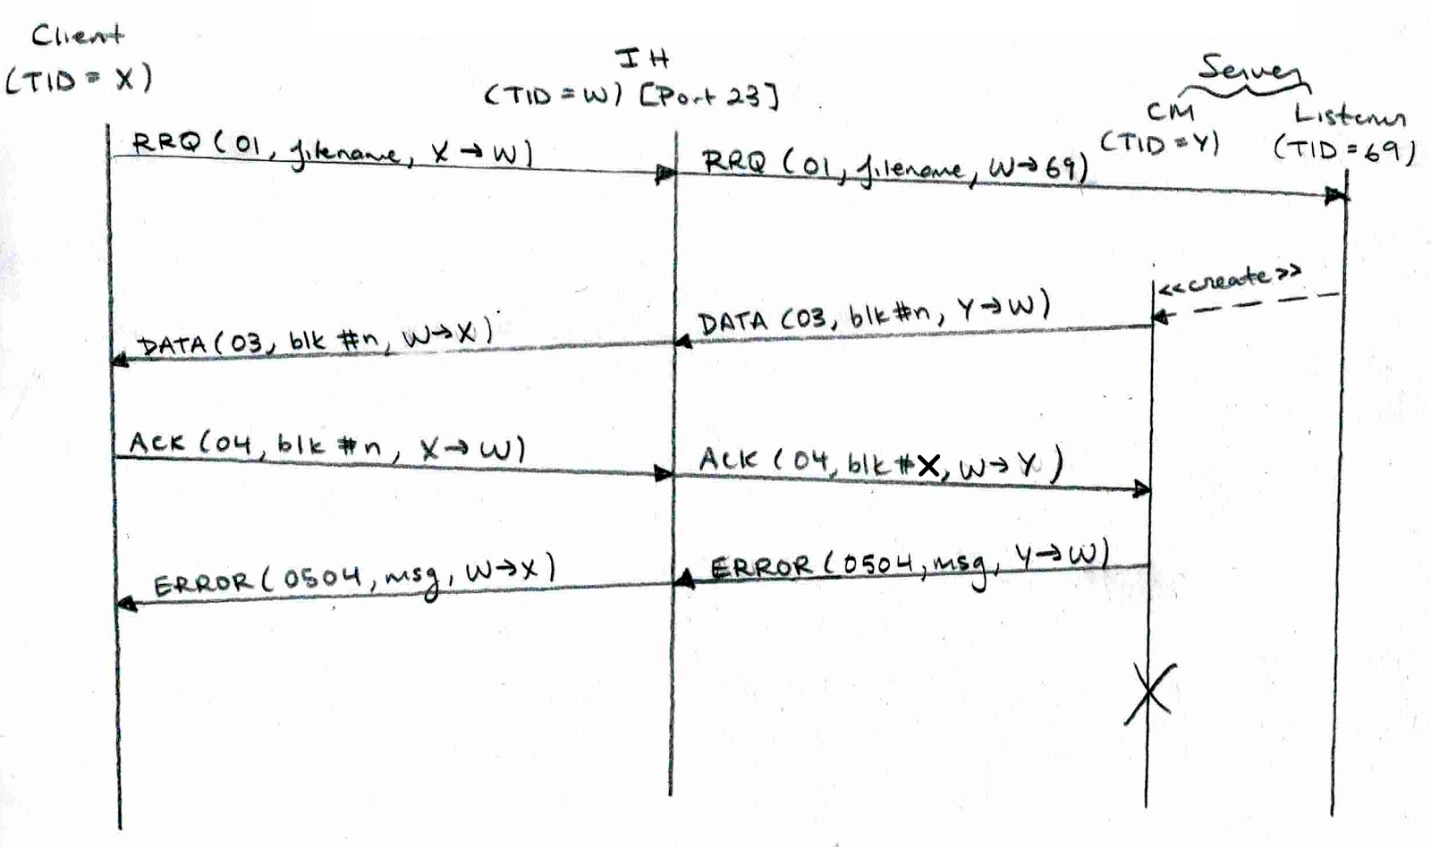 Client
(TID = X)
IH
(TID = W) [Port 23]
Server
CM
(TID = Y)
Listener
(TID = 69)
RRQ (01, filename, X→W)
RRQ (01, filename, W→69)
<<create>>
DATA (03, blk #n, Y→W)
DATA (03, blk #n, W→X)
ACK (04, blk #n, X→W)
ACK (04, blk #X, W→Y)
ERROR (0504, msg, Y→W)
ERROR (0504, msg, W→X)